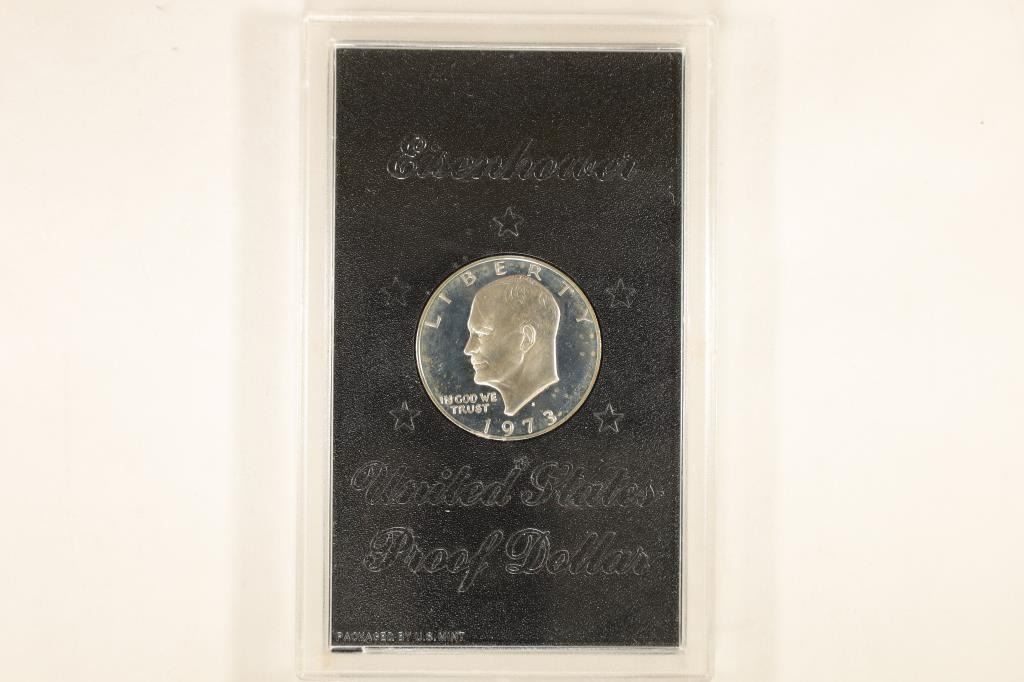 Eisenhower
LIBERTY
IN GOD WE
TRUST
1973
United States
Proof Dollar
PACKAGED BY U.S. MINT